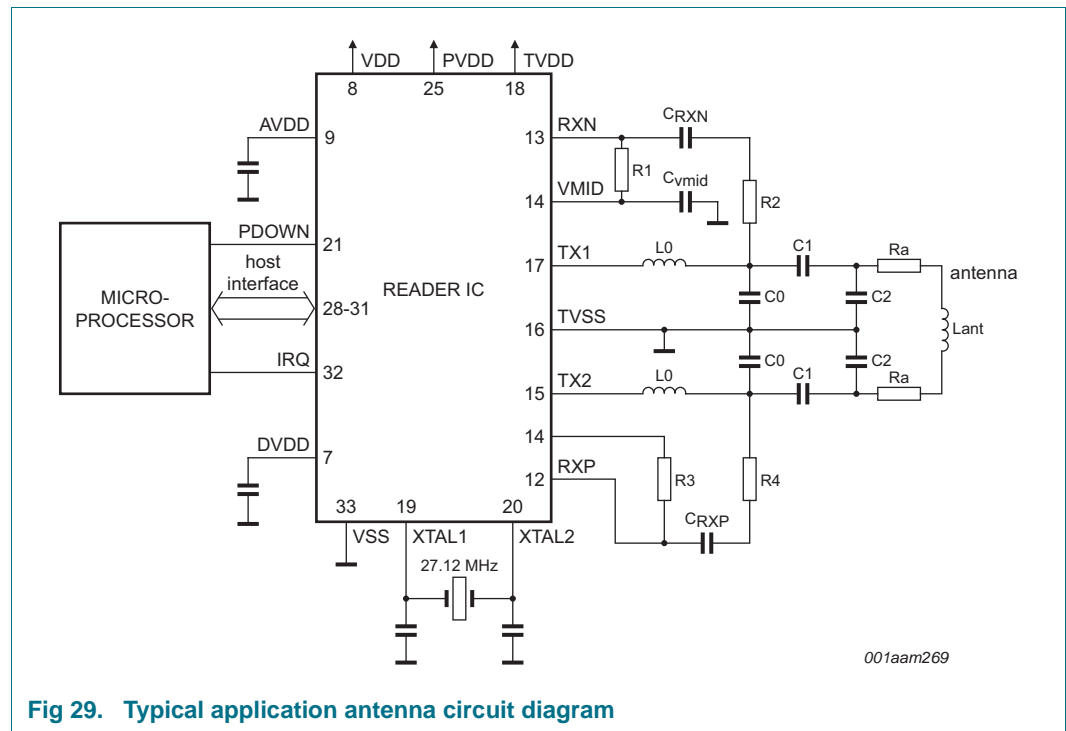 VDD PVDD TVDD
8 25 18
AVDD 9
13 RXN CRXN
R1
14 VMID Cvmid
R2
PDOWN 21
host
interface
MICRO-
PROCESSOR
28-31
READER IC
17 TX1 L0 C1 Ra
antenna
C0 C2
Lant
16 TVSS
IRQ 32
C0 C2
L0 C1 Ra
15 TX2
14
12 RXP
R3 R4
CRXP
DVDD 7
33 19 20
VSS XTAL1 XTAL2
27.12 MHz
001aam269
Fig 29. Typical application antenna circuit diagram